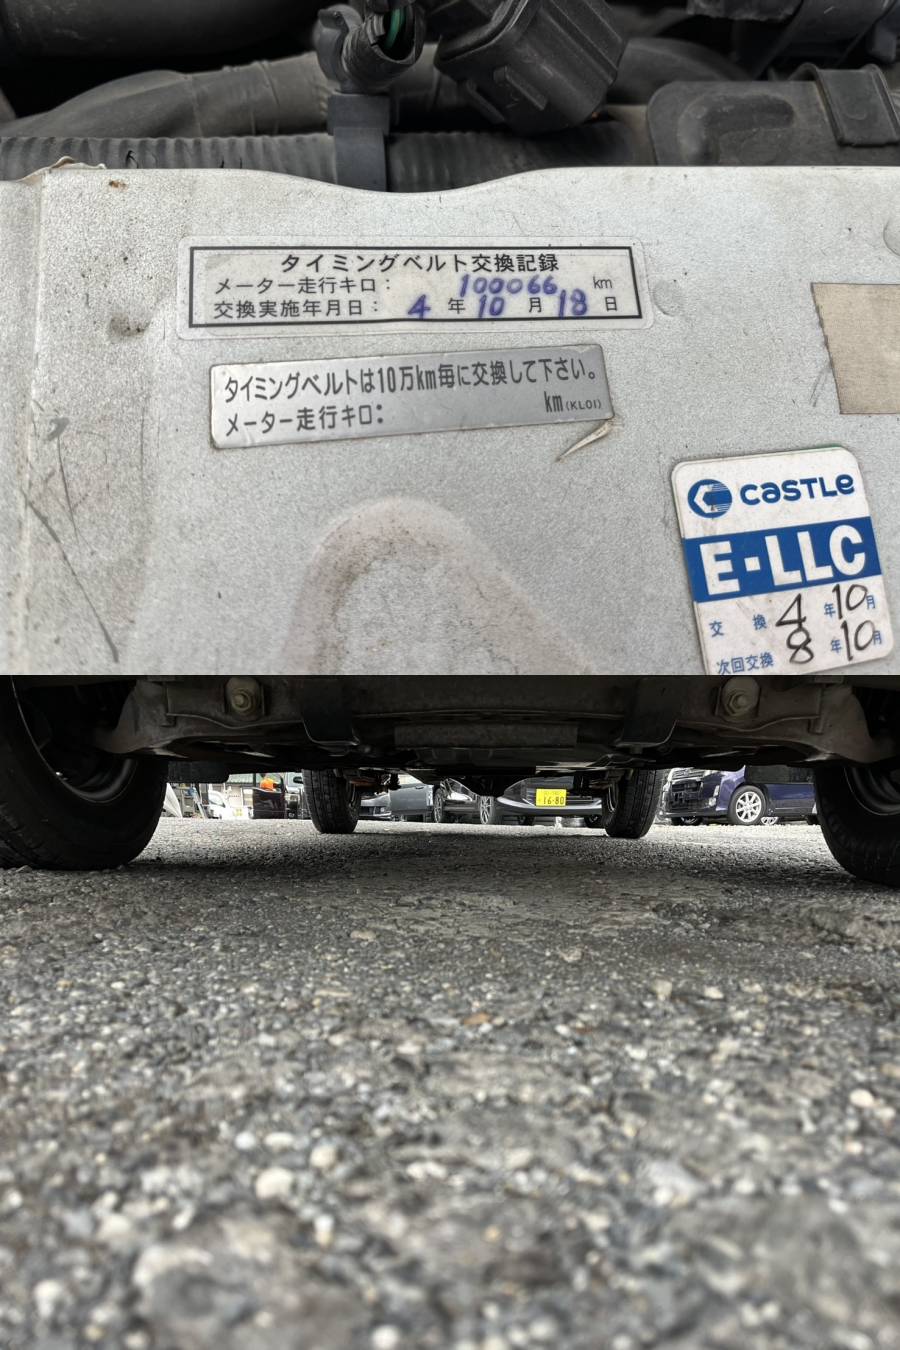 タイミングベルト交換記録
メーター走行キロ： 100066 km
交換実施年月日： 4 年 10 月 18 日
タイミングベルトは10万km毎に交換して下さい。
メーター走行キロ： km (KL01)
CASTLE
E-LLC
交 換 4 年 10 月
次回交換 8 年 10 月
16-80